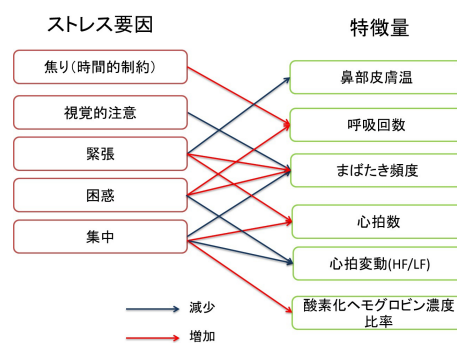 ストレス要因
特徴量
焦り(時間的制約)
視覚的注意
緊張
困惑
集中
鼻部皮膚温
呼吸回数
まばたき頻度
心拍数
心拍変動(HF/LF)
酸素化ヘモグロビン濃度
比率
減少
増加